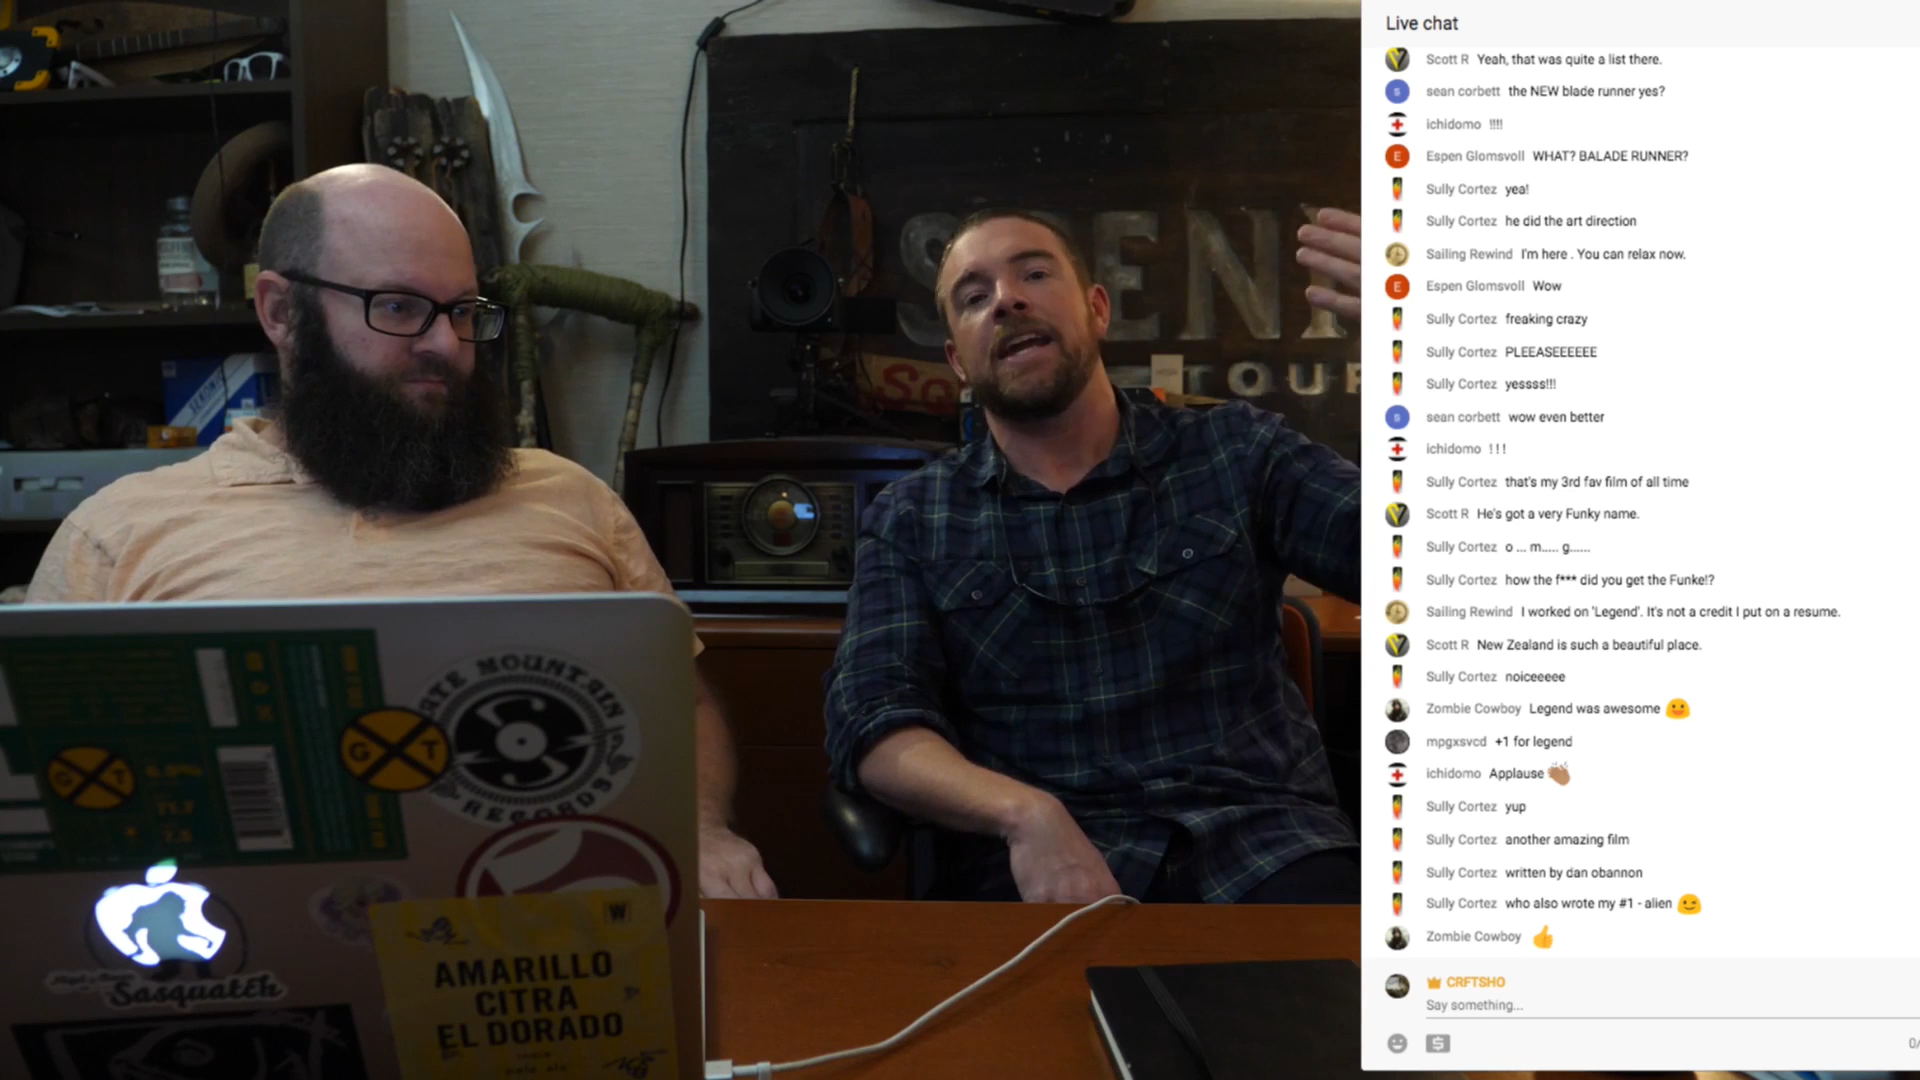 Live chat
Scott R Yeah, that was quite a list there.
sean corbett the NEW blade runner yes?
ichidomo !!!!
Espen Glomsvoll WHAT? BALADE RUNNER?
Sully Cortez yea!
Sully Cortez he did the art direction
Sailing Rewind I'm here . You can relax now.
Espen Glomsvoll Wow
Sully Cortez freaking crazy
Sully Cortez PLEEASEEEEEE
Sully Cortez yessss!!!
sean corbett wow even better
ichidomo ! ! !
Sully Cortez that's my 3rd fav film of all time
Scott R He's got a very Funky name.
Sully Cortez o ... m..... g......
Sully Cortez how the f*** did you get the Funke!?
Sailing Rewind I worked on 'Legend'. It's not a credit I put on a resume.
Scott R New Zealand is such a beautiful place.
Sully Cortez noiceeeee
Zombie Cowboy Legend was awesome
mpgxsvcd +1 for legend
ichidomo Applause
Sully Cortez yup
Sully Cortez another amazing film
Sully Cortez written by dan obannon
Sully Cortez who also wrote my #1 - alien
Zombie Cowboy
CRFTSHO
Say something...
0/
SENN
TOUR
SO
G T
G T
ATE MOUNTAIN
RECORDS
Sasquatch
W
AMARILLO
CITRA
EL DORADO